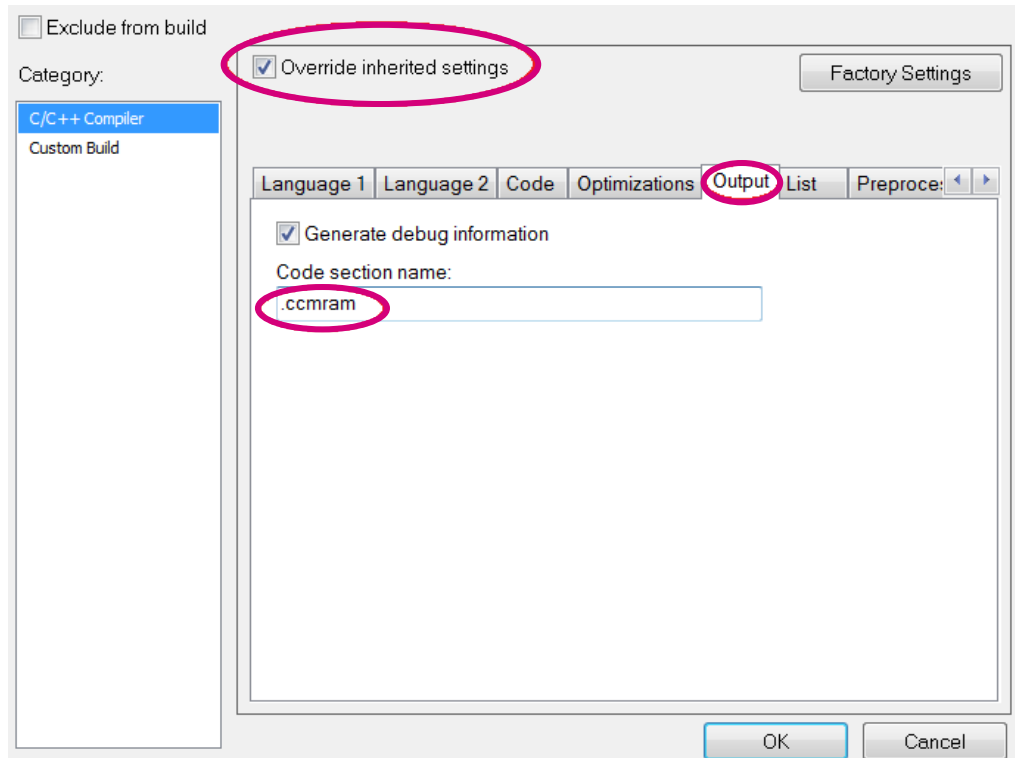 Exclude from build
Category:
Override inherited settings
Factory Settings
C/C++ Compiler
Custom Build
Language 1 Language 2 Code Optimizations Output List Preproce:
Generate debug information
Code section name:
.ccmram
OK Cancel